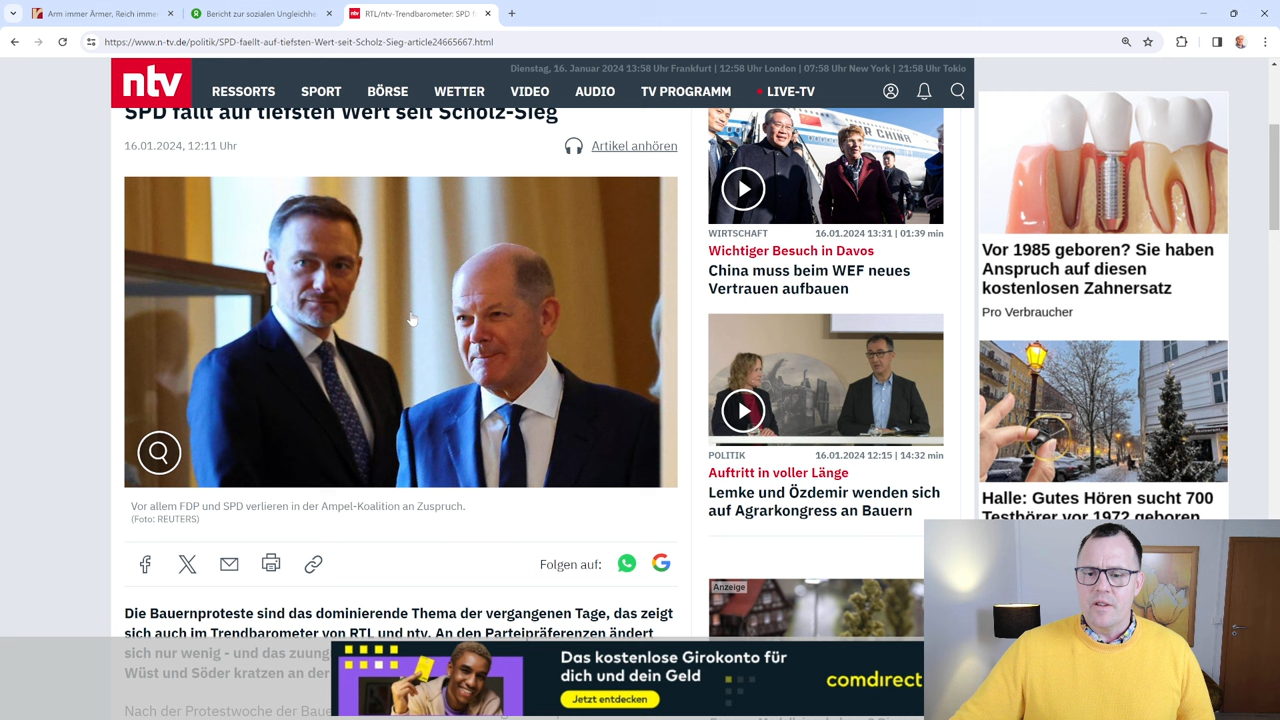 Arm immer Ärmer, Reich imme
Bericht zur sozialen Ungleichh
RTL/ntv-Trendbarometer: SPD f
https://www.n-tv.de/politik/SPD-faellt-auf-tiefsten-Wert-seit-Scholz-Sieg-article24665667.html
Dienstag, 16. Januar 2024 13:58 Uhr Frankfurt | 12:58 Uhr London | 07:58 Uhr New York | 21:58 Uhr Tokio
ntv
RESSORTS SPORT BÖRSE WETTER VIDEO AUDIO TV PROGRAMM LIVE-TV
SPD fällt auf tiefsten Wert seit Scholz-Sieg
16.01.2024, 12:11 Uhr
Artikel anhören
Vor allem FDP und SPD verlieren in der Ampel-Koalition an Zuspruch.
(Foto: REUTERS)
Folgen auf:
Die Bauernproteste sind das dominierende Thema der vergangenen Tage, das zeigt
sich auch im Trendbarometer von RTL und ntv. An den Parteipräferenzen ändert
sich nur wenig - und das zuung
Wüst und Söder kratzen an der
Nach der Protestwoche der Baue
AIR CHINA
WIRTSCHAFT 16.01.2024 13:31 | 01:39 min
Wichtiger Besuch in Davos
China muss beim WEF neues
Vertrauen aufbauen
POLITIK 16.01.2024 12:15 | 14:32 min
Auftritt in voller Länge
Lemke und Özdemir wenden sich
auf Agrarkongress an Bauern
Anzeige
Vor 1985 geboren? Sie haben
Anspruch auf diesen
kostenlosen Zahnersatz
Pro Verbraucher
Halle: Gutes Hören sucht 700
Testhörer vor 1972 geboren
Das kostenlose Girokonto für
dich und dein Geld
Jetzt entdecken
comdirect